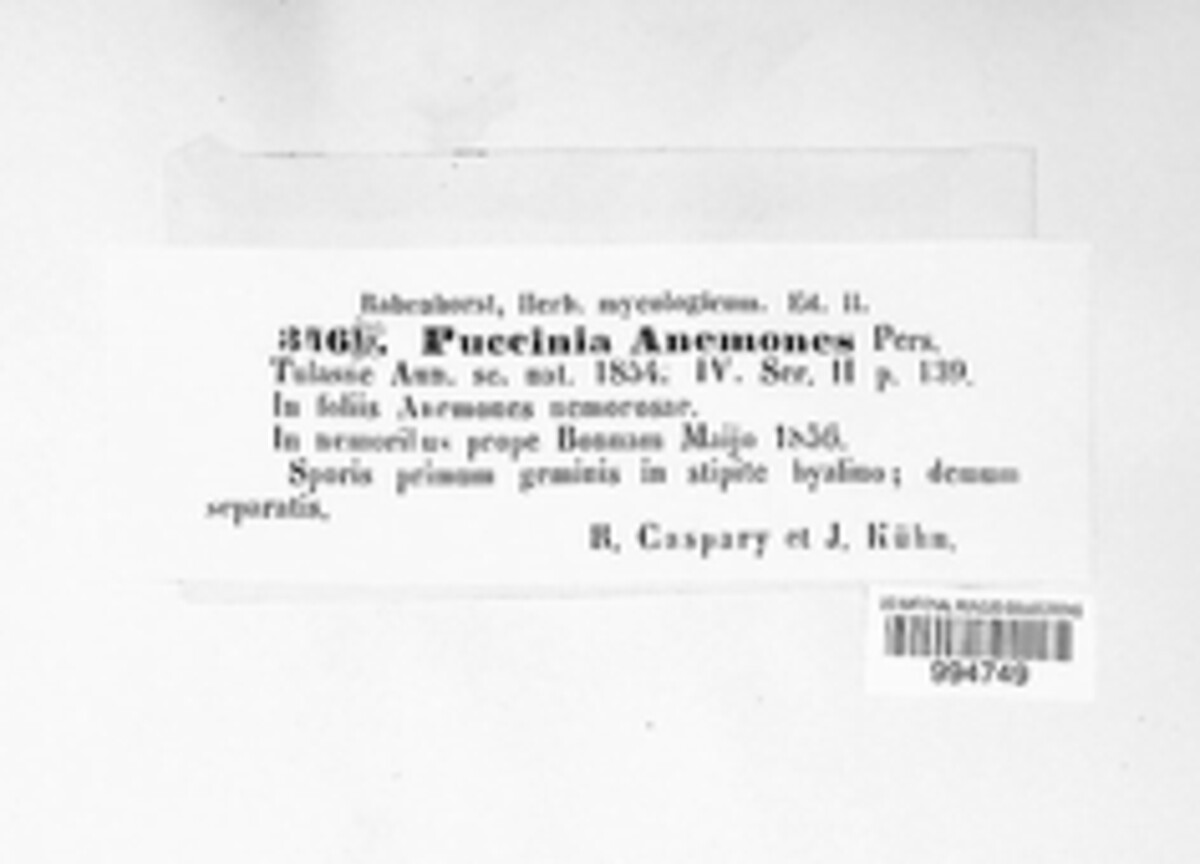 Rabenhorst, Herb. mycologicum. Ed. II.
346b. Puccinia Anemones Pers.
Tulasne Ann. sc. nat. 1854. IV. Ser. II p. 139.
In foliis Anemones nemorosae.
In nemoribus prope Bonnam Maijo 1856.
Sporis primum geminis in stipite hyalino; demum
separatis.
R. Caspary et J. Kühn.
994749